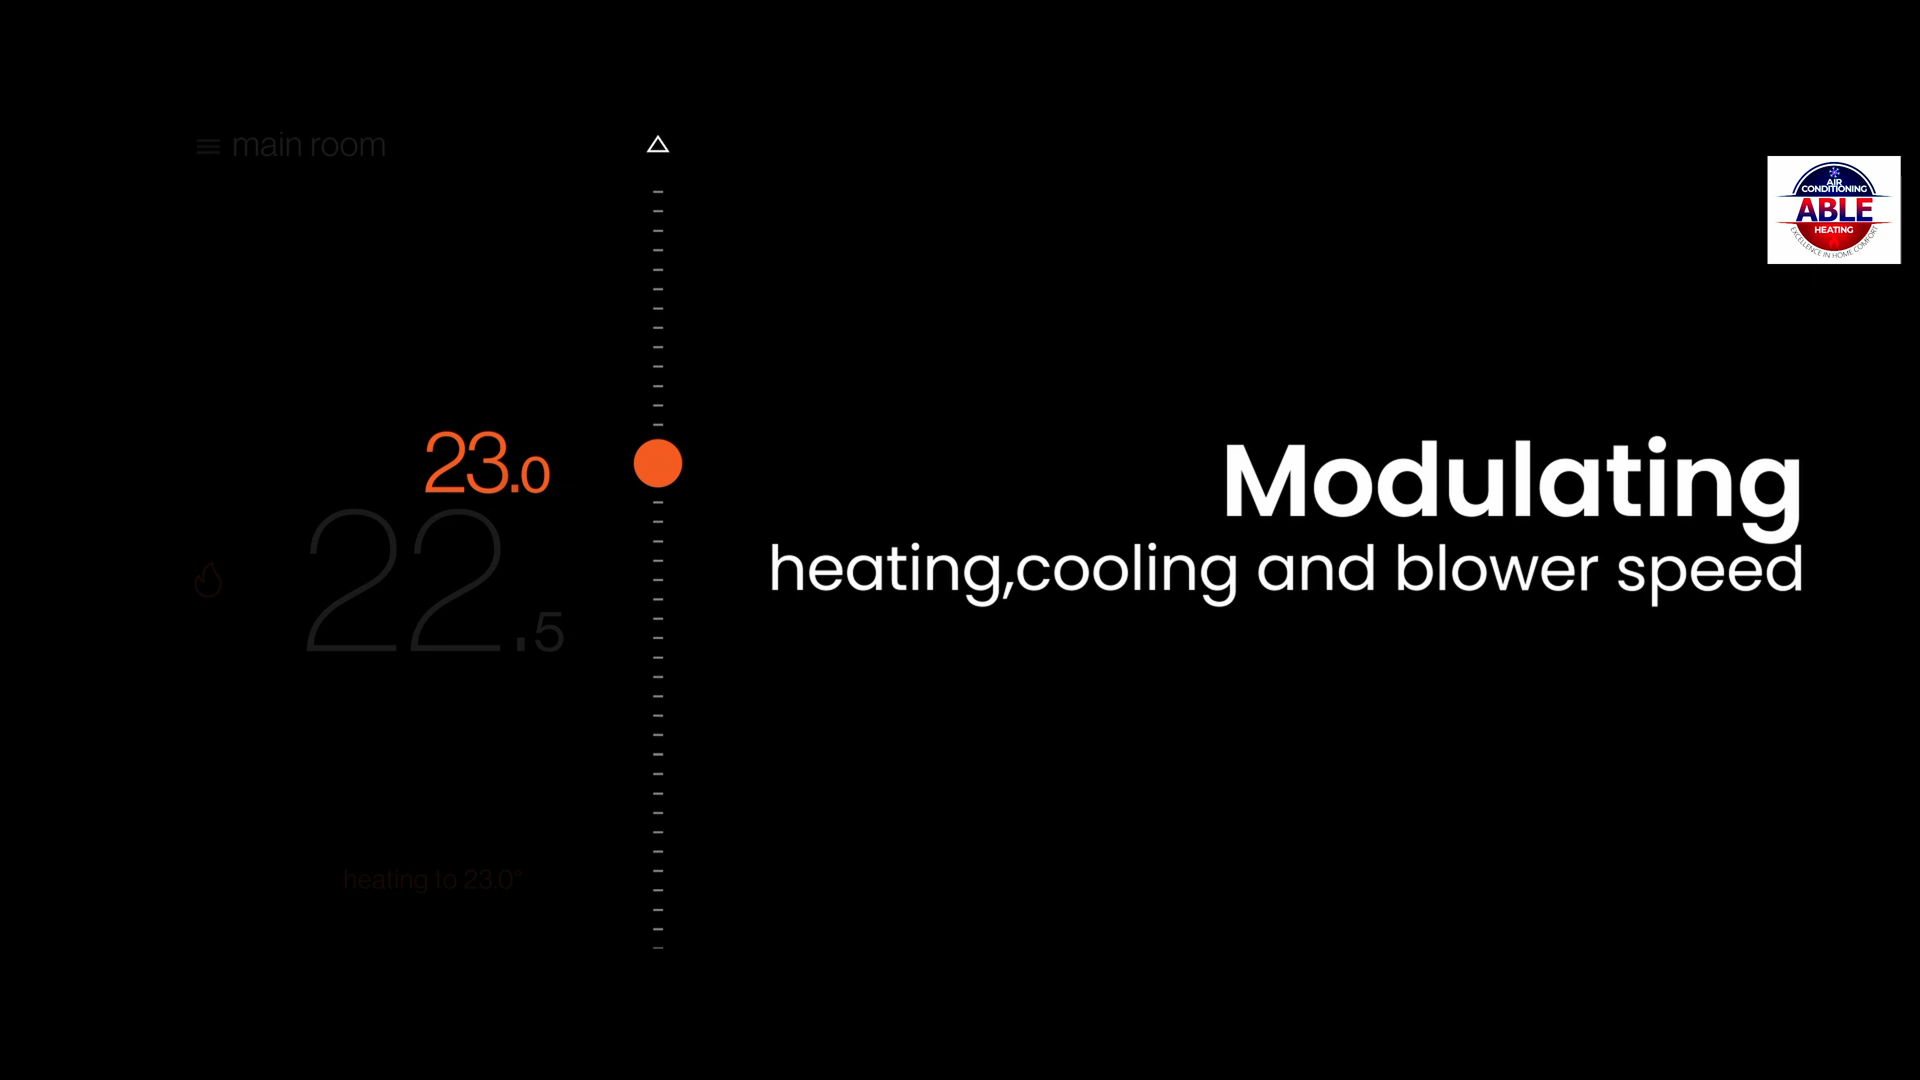 main room
23.0
22.5
heating to 23.0°
Modulating
heating,cooling and blower speed
AIR
CONDITIONING
ABLE
HEATING
EXCELLENCE IN HOME COMFORT